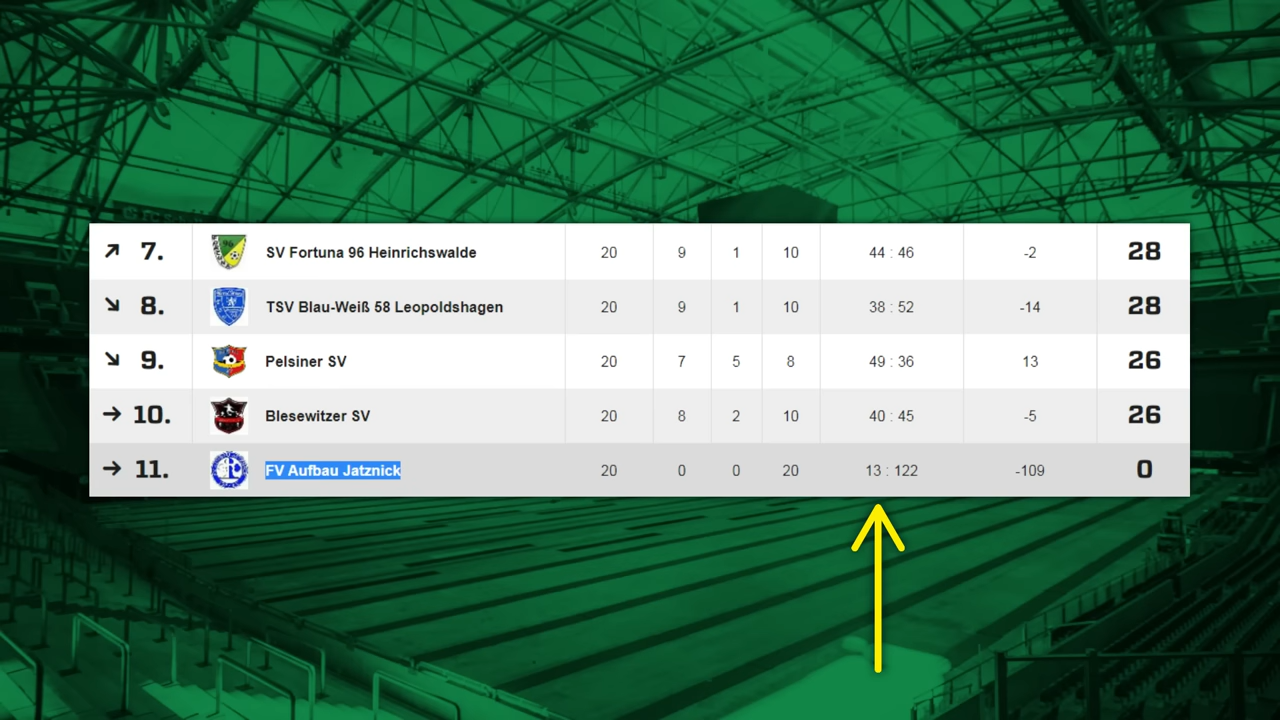 7. SV Fortuna 96 Heinrichswalde 20 9 1 10 44 : 46 -2 28
8. TSV Blau-Weiß 58 Leopoldshagen 20 9 1 10 38 : 52 -14 28
9. Pelsiner SV 20 7 5 8 49 : 36 13 26
10. Blesewitzer SV 20 8 2 10 40 : 45 -5 26
11. FV Aufbau Jatznick 20 0 0 20 13 : 122 -109 0